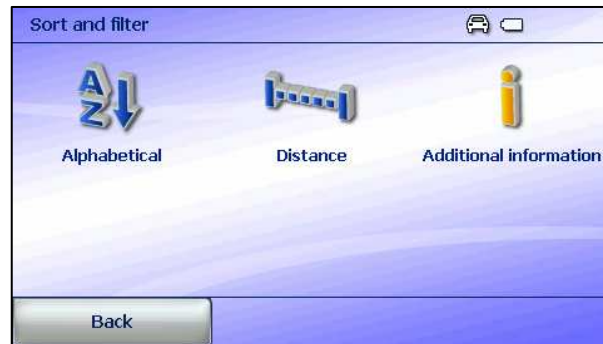 Sort and filter
A
Z
Alphabetical
Distance
Additional information
Back